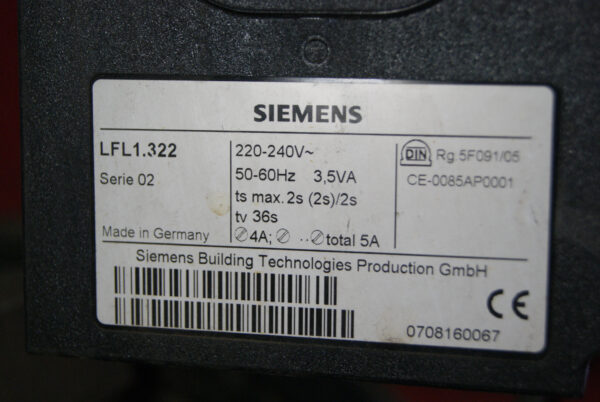 SIEMENS
LFL1.322
Serie 02
Made in Germany
220-240V~
50-60Hz 3,5VA
ts max. 2s (2s)/2s
tv 36s
4A; ..total 5A
DIN Rg.5F091/05
CE-0085AP0001
Siemens Building Technologies Production GmbH
CE
0708160067